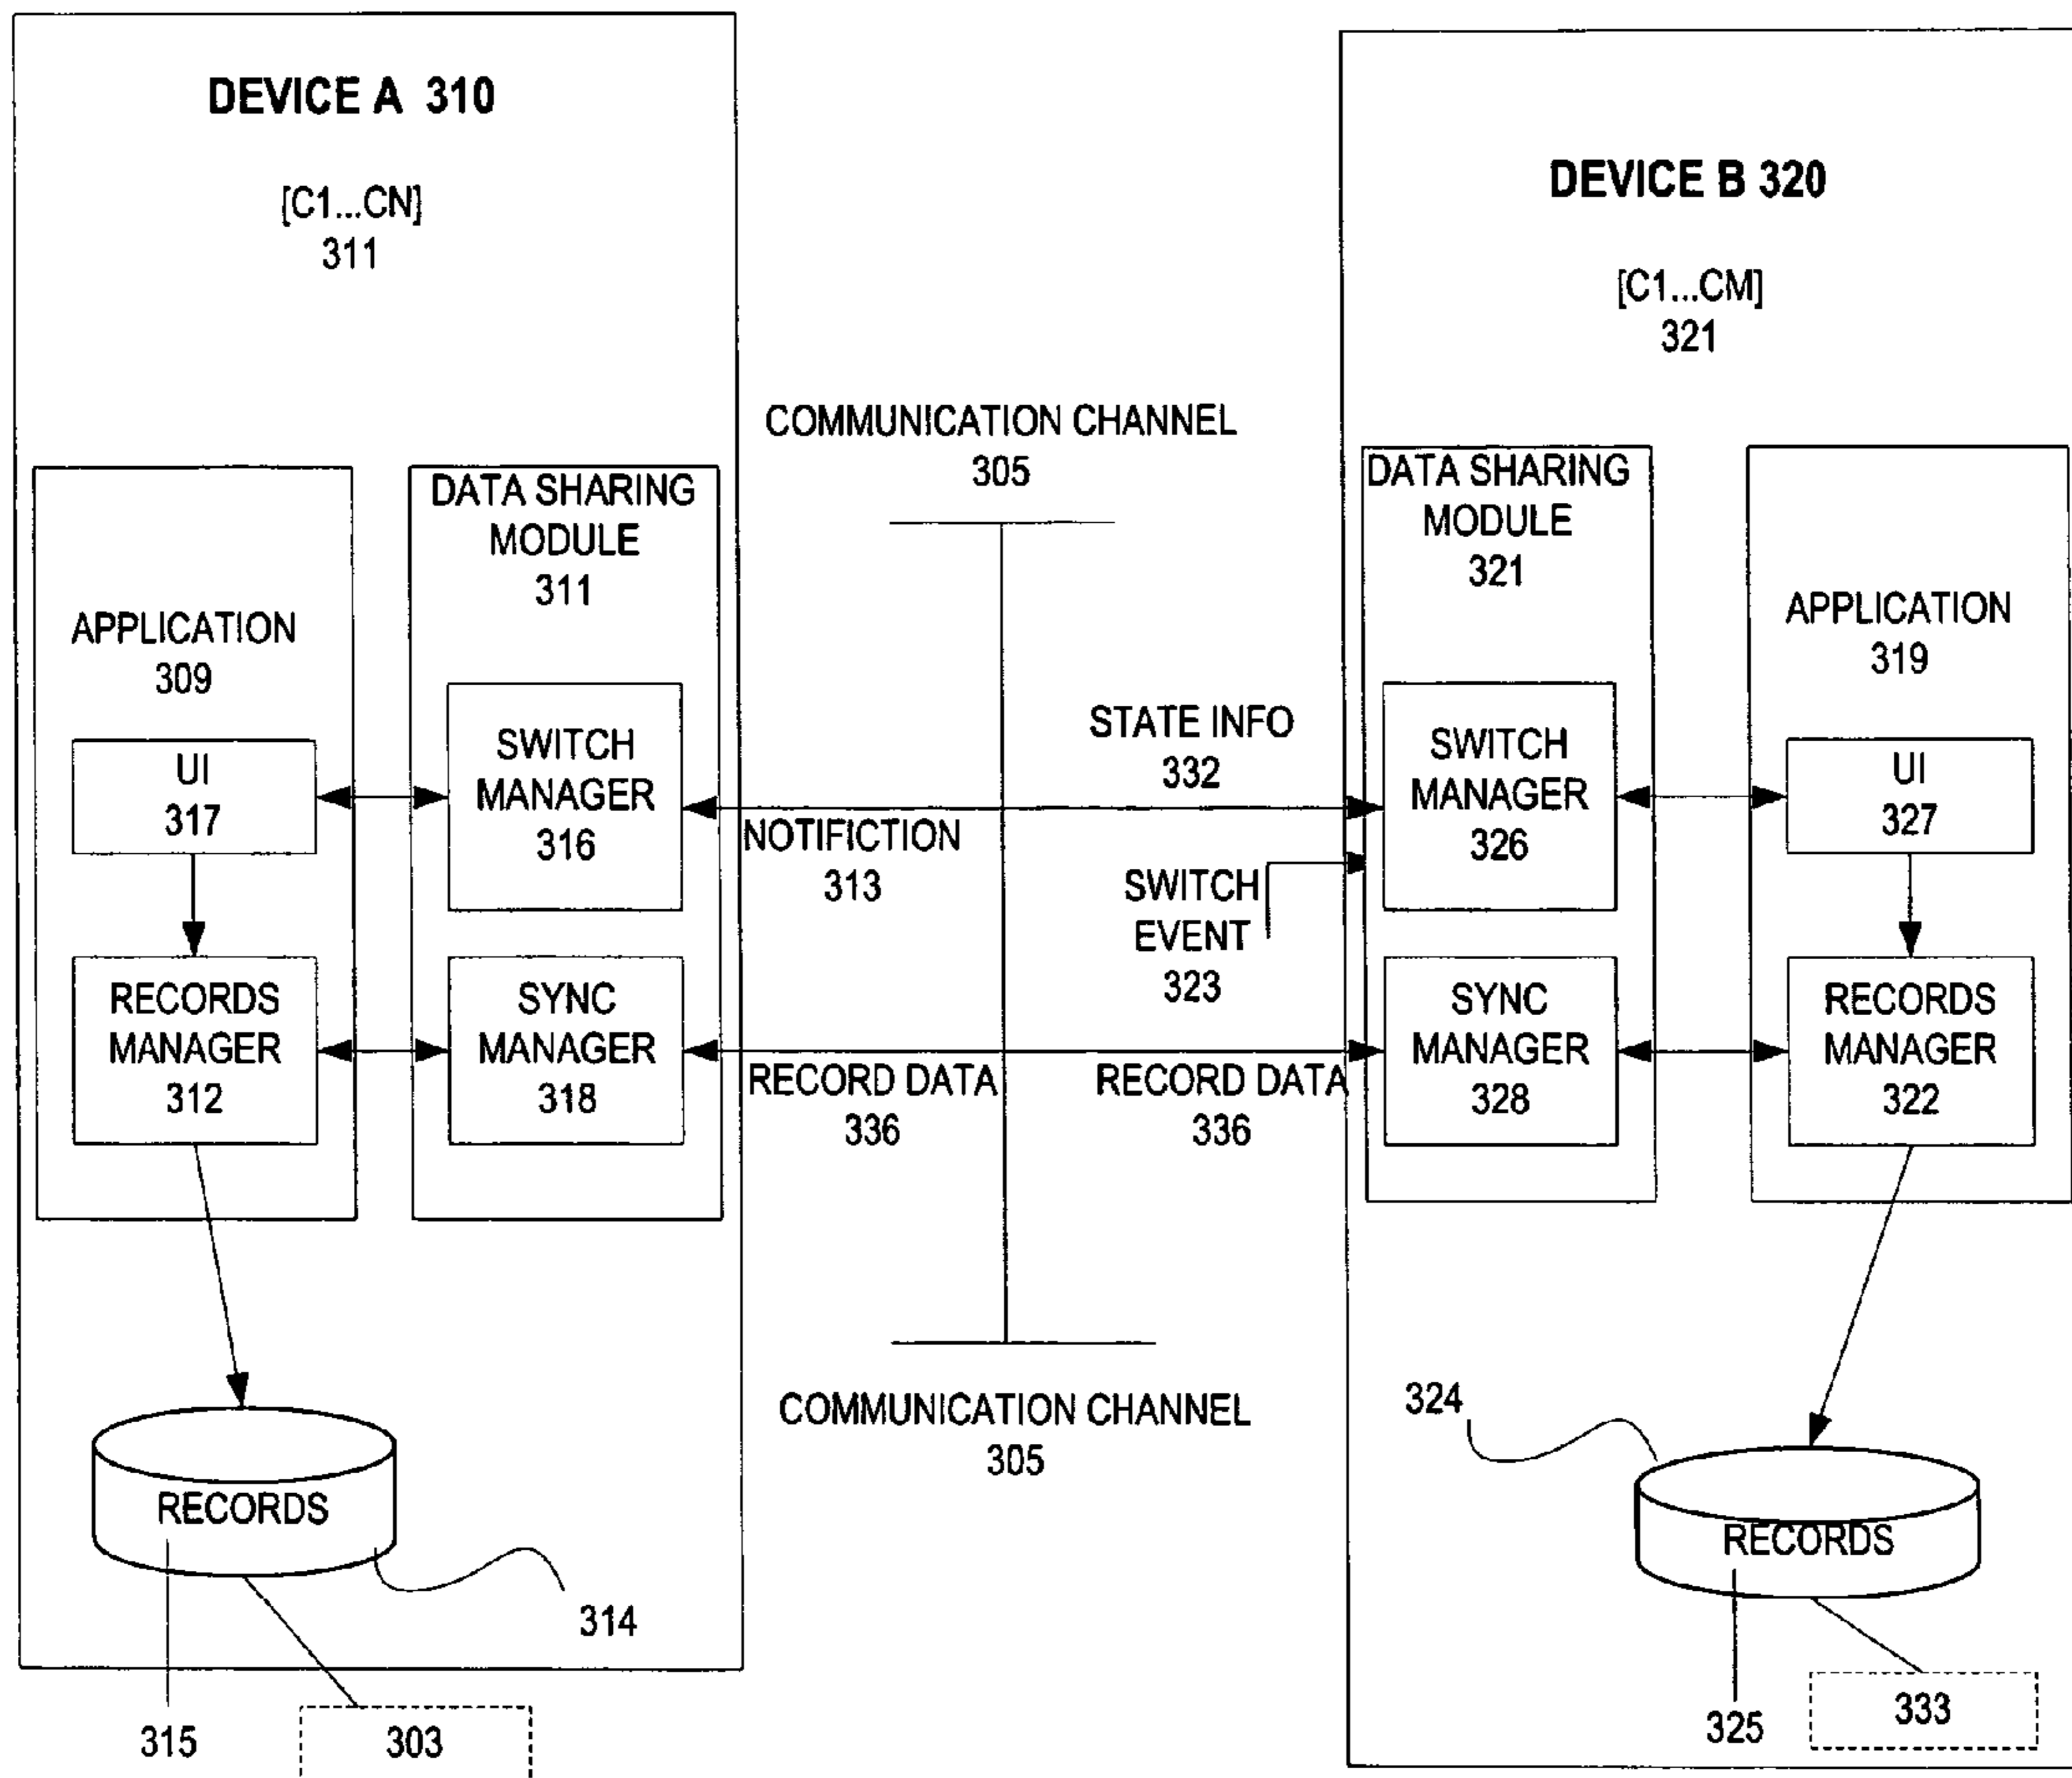 DEVICE A 310
[C1...CN]
311
DATA SHARING
MODULE
311
APPLICATION
309
UI
317
SWITCH
MANAGER
316
RECORDS
MANAGER
312
SYNC
MANAGER
318
RECORDS
314
315
303
COMMUNICATION CHANNEL
305
STATE INFO
332
NOTIFICTION
313
SWITCH
EVENT
323
RECORD DATA
336
RECORD DATA
336
COMMUNICATION CHANNEL
305
DEVICE B 320
[C1...CM]
321
DATA SHARING
MODULE
321
APPLICATION
319
SWITCH
MANAGER
326
UI
327
SYNC
MANAGER
328
RECORDS
MANAGER
322
324
RECORDS
325
333